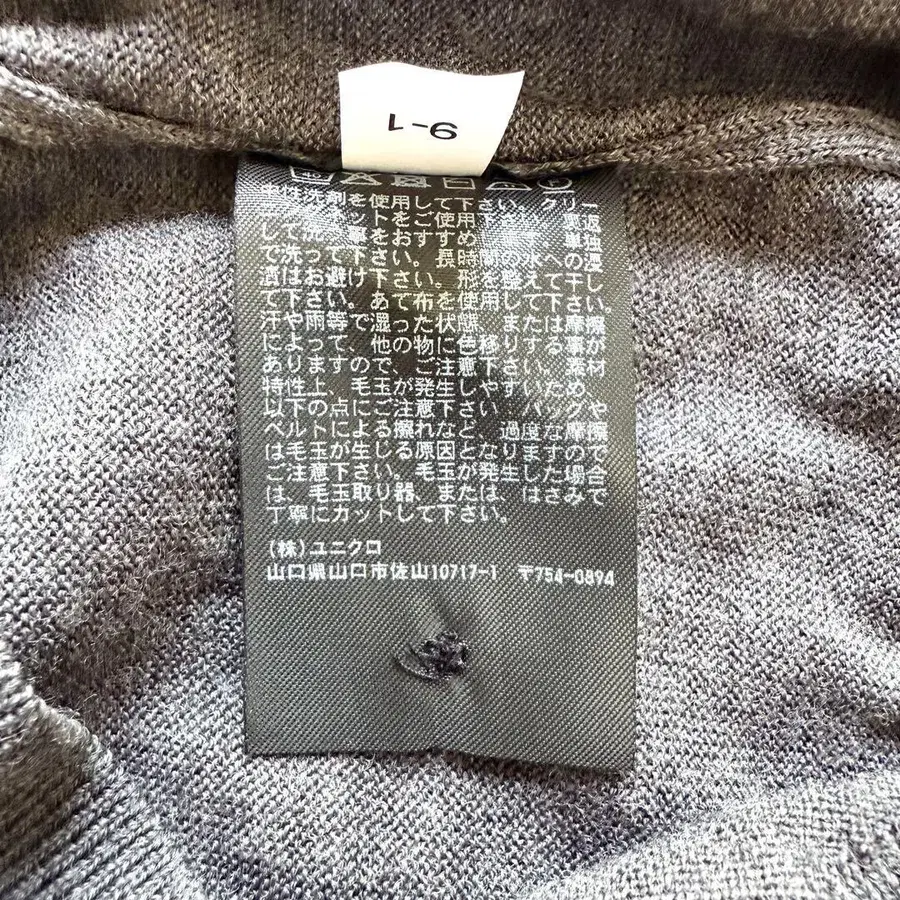 6-1
中性洗剤を使用して下さい。クリー
ネットをご使用下さい。裏返
して洗う事をおすすめ 単独
で洗って下さい。長時間の水への浸
漬はお避け下さい。形を整えて干し
て下さい。あて布を使用して下さい。
汗や雨等で湿った状態、または摩擦
によって、他の物に色移りする事が
ありますので、ご注意下さい。素材
特性上、毛玉が発生しやすいため、
以下の点にご注意下さい バッグや
ベルトによる擦れなど、過度な摩擦
は毛玉が生じる原因となりますので
ご注意下さい。毛玉が発生した場合
は、毛玉取り器、または、はさみで
丁寧にカットして下さい。
(株)ユニクロ
山口県山口市佐山10717-1 〒754-0894